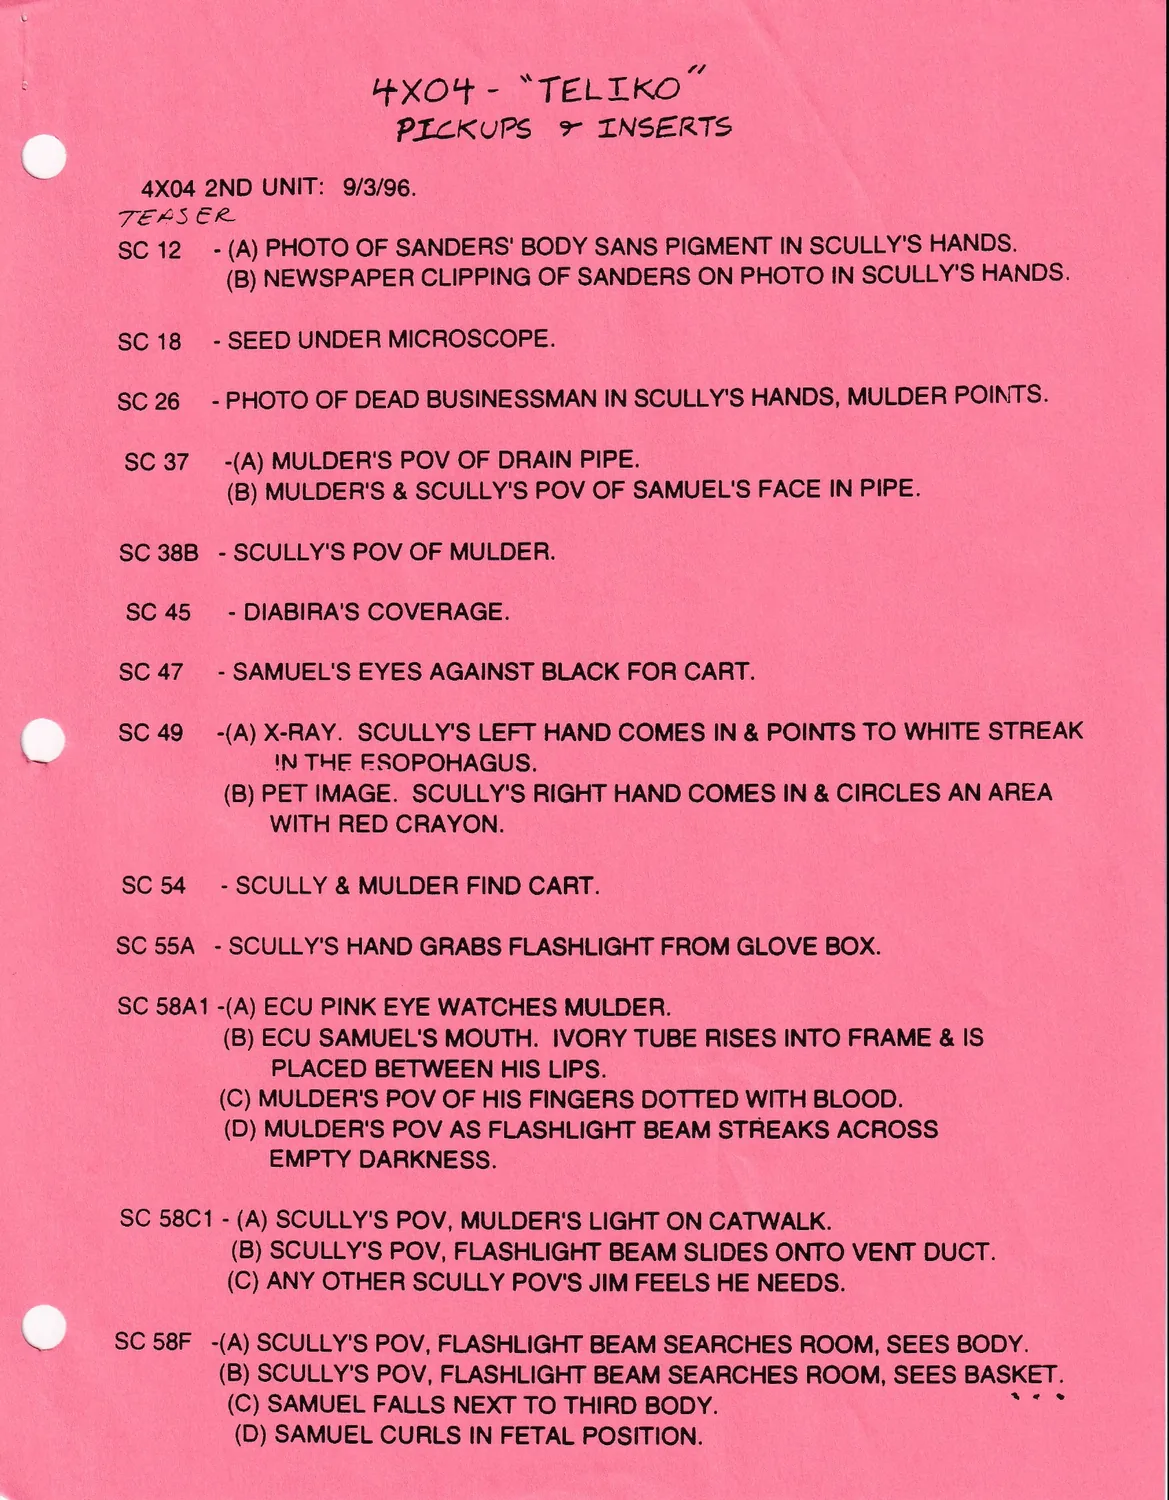 4X04 - "TELIKO"
PICKUPS & INSERTS
4X04 2ND UNIT: 9/3/96.
TEASER
SC 12 - (A) PHOTO OF SANDERS' BODY SANS PIGMENT IN SCULLY'S HANDS.
(B) NEWSPAPER CLIPPING OF SANDERS ON PHOTO IN SCULLY'S HANDS.
SC 18 - SEED UNDER MICROSCOPE.
SC 26 - PHOTO OF DEAD BUSINESSMAN IN SCULLY'S HANDS, MULDER POINTS.
SC 37 -(A) MULDER'S POV OF DRAIN PIPE.
(B) MULDER'S & SCULLY'S POV OF SAMUEL'S FACE IN PIPE.
SC 38B - SCULLY'S POV OF MULDER.
SC 45 - DIABIRA'S COVERAGE.
SC 47 - SAMUEL'S EYES AGAINST BLACK FOR CART.
SC 49 -(A) X-RAY. SCULLY'S LEFT HAND COMES IN & POINTS TO WHITE STREAK
IN THE ESOPOHAGUS.
(B) PET IMAGE. SCULLY'S RIGHT HAND COMES IN & CIRCLES AN AREA
WITH RED CRAYON.
SC 54 - SCULLY & MULDER FIND CART.
SC 55A - SCULLY'S HAND GRABS FLASHLIGHT FROM GLOVE BOX.
SC 58A1 -(A) ECU PINK EYE WATCHES MULDER.
(B) ECU SAMUEL'S MOUTH. IVORY TUBE RISES INTO FRAME & IS
PLACED BETWEEN HIS LIPS.
(C) MULDER'S POV OF HIS FINGERS DOTTED WITH BLOOD.
(D) MULDER'S POV AS FLASHLIGHT BEAM STREAKS ACROSS
EMPTY DARKNESS.
SC 58C1 - (A) SCULLY'S POV, MULDER'S LIGHT ON CATWALK.
(B) SCULLY'S POV, FLASHLIGHT BEAM SLIDES ONTO VENT DUCT.
(C) ANY OTHER SCULLY POV'S JIM FEELS HE NEEDS.
SC 58F -(A) SCULLY'S POV, FLASHLIGHT BEAM SEARCHES ROOM, SEES BODY.
(B) SCULLY'S POV, FLASHLIGHT BEAM SEARCHES ROOM, SEES BASKET.
(C) SAMUEL FALLS NEXT TO THIRD BODY.
(D) SAMUEL CURLS IN FETAL POSITION.